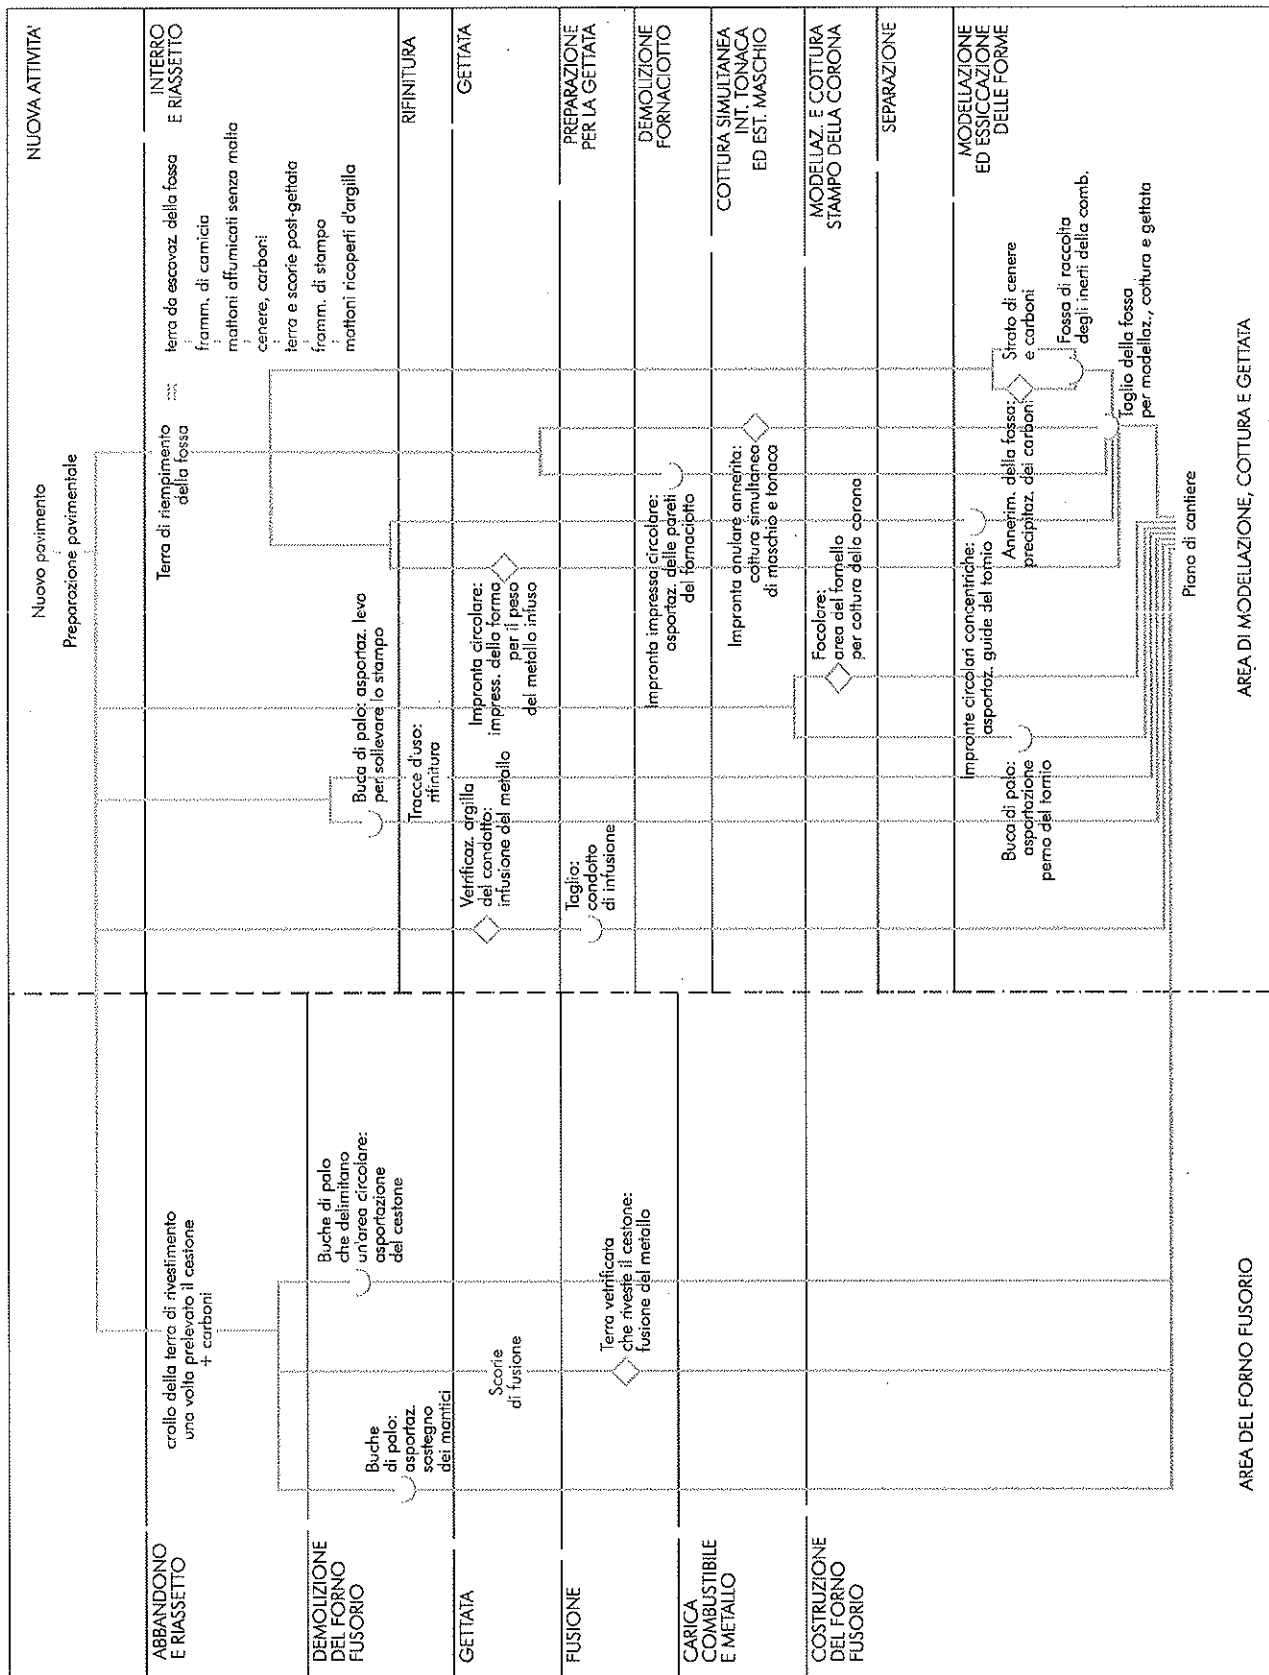 NUOVA ATTIVITA'
Nuovo pavimento
Preparazione pavimentale
ABBANDONO
E RIASSETTO
crollo della terra di rivestimento
una volta prelevato il cestone
+ carboni
Terra di riempimento
della fossa
terra da escavaz. della fossa
framm. di camicia
mattoni affumicati senza malta
cenere, carboni
terra e scorie post-gettata
framm. di stampo
mattoni ricoperti d'argilla
INTERRO
E RIASSETTO
DEMOLIZIONE
DEL FORNO
FUSORIO
Buche
di palo:
asportaz.
sostegno
dei mantici
Buche di palo
che delimitano
un'area circolare:
asportazione
del cestone
Buca di palo: asportaz. leva
per sollevare lo stampo
Tracce d'uso:
rifinitura
RIFINITURA
GETTATA
Scorie
di fusione
Vetrificaz. argilla
del condotto:
infusione del metallo
Impronta circolare:
impress. della forma
per il peso
del metallo infuso
GETTATA
FUSIONE
Terra vetrificata
che riveste il cestone:
fusione del metallo
Taglio:
condotto
di infusione
PREPARAZIONE
PER LA GETTATA
Impronta impressa circolare:
asportaz. delle pareti
del fornaciotto
DEMOLIZIONE
FORNACIOTTO
CARICA
COMBUSTIBILE
E METALLO
Impronta anulare annerita:
cottura simultanea
di maschio e tonaca
COTTURA SIMULTANEA
INT. TONACA
ED EST. MASCHIO
COSTRUZIONE
DEL FORNO
FUSORIO
Focolare:
area del fornello
per cottura della corona
MODELLAZ. E COTTURA
STAMPO DELLA CORONA
SEPARAZIONE
Impronte circolari concentriche:
asportaz. guide del tornio
MODELLAZIONE
ED ESSICCAZIONE
DELLE FORME
Buca di palo:
asportazione
perno del tornio
Annerim. della fossa:
precipitaz. dei carboni
Strato di cenere
e carboni
Fossa di raccolta
degli inerti della comb.
Taglio della fossa
per modellaz., cottura e gettata
Piano di cantiere
AREA DEL FORNO FUSORIO
AREA DI MODELLAZIONE, COTTURA E GETTATA